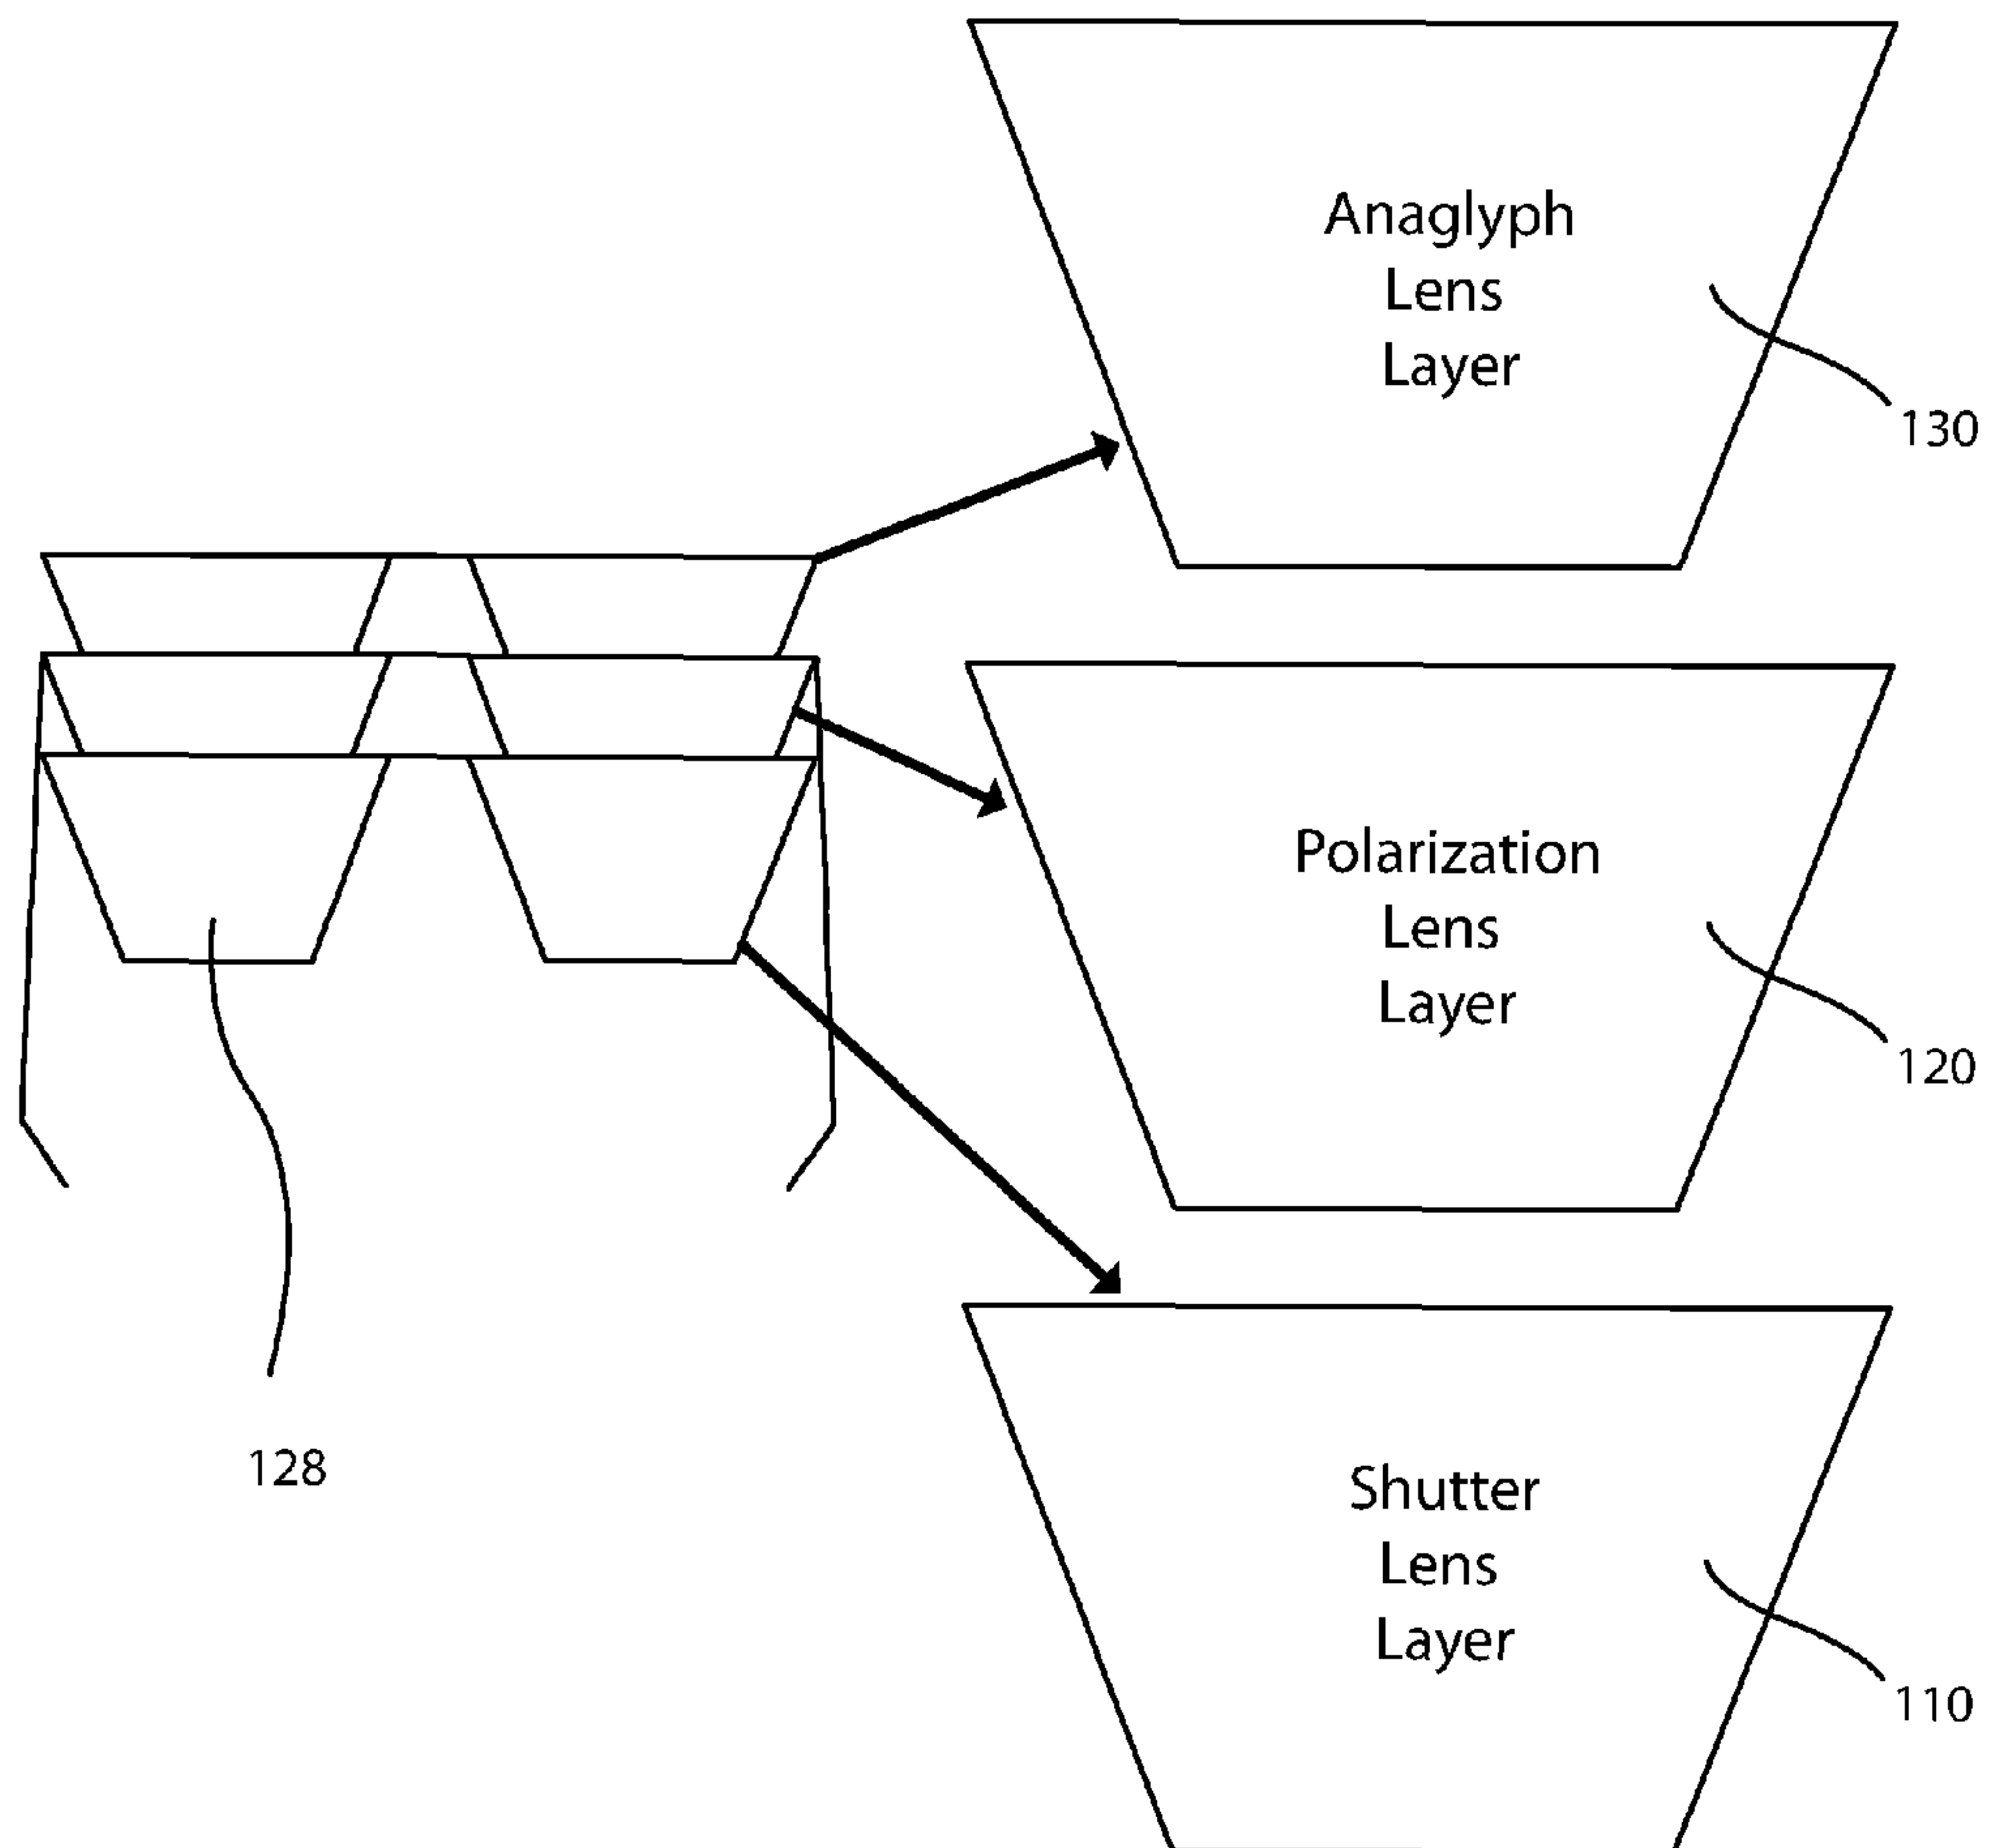 Anaglyph
Lens
Layer
130
Polarization
Lens
Layer
120
128
Shutter
Lens
Layer
110